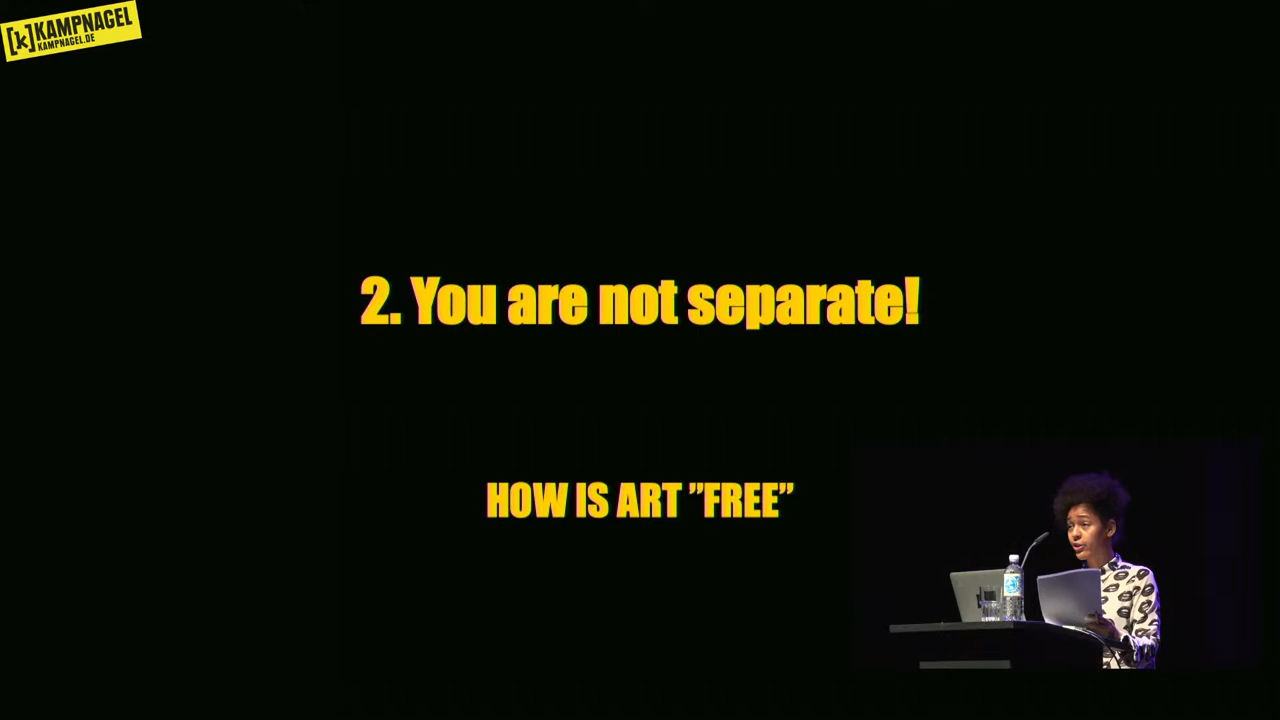 [k] KAMPNAGEL
KAMPNAGEL.DE
2. You are not separate!
HOW IS ART ”FREE”